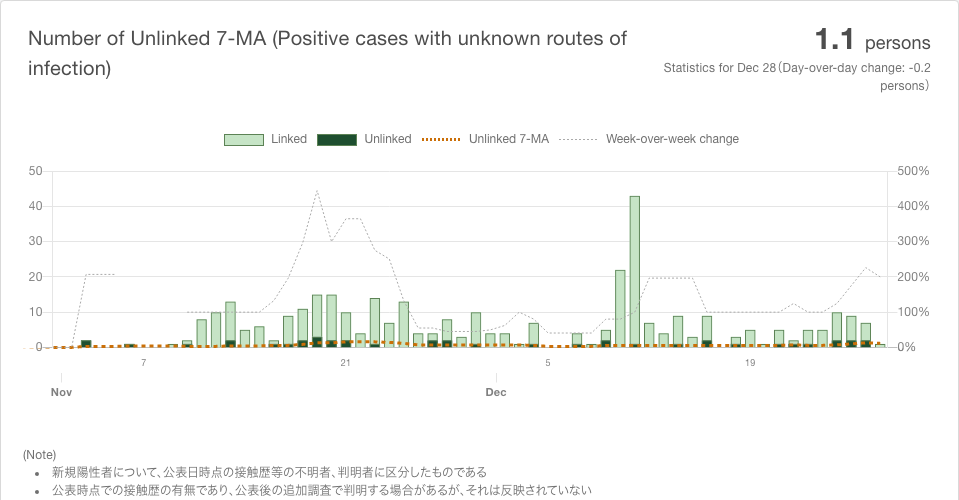 Number of Unlinked 7-MA (Positive cases with unknown routes of
infection)
1.1 persons
Statistics for Dec 28（Day-over-day change: -0.2
persons）
Linked
Unlinked
Unlinked 7-MA
Week-over-week change
50
40
30
20
10
0
500%
400%
300%
200%
100%
0%
7
21
5
19
Nov
Dec
(Note)
• 新規陽性者について、公表日時点の接触歴等の不明者、判明者に区分したものである
• 公表時点での接触歴の有無であり、公表後の追加調査で判明する場合があるが、それは反映されていない